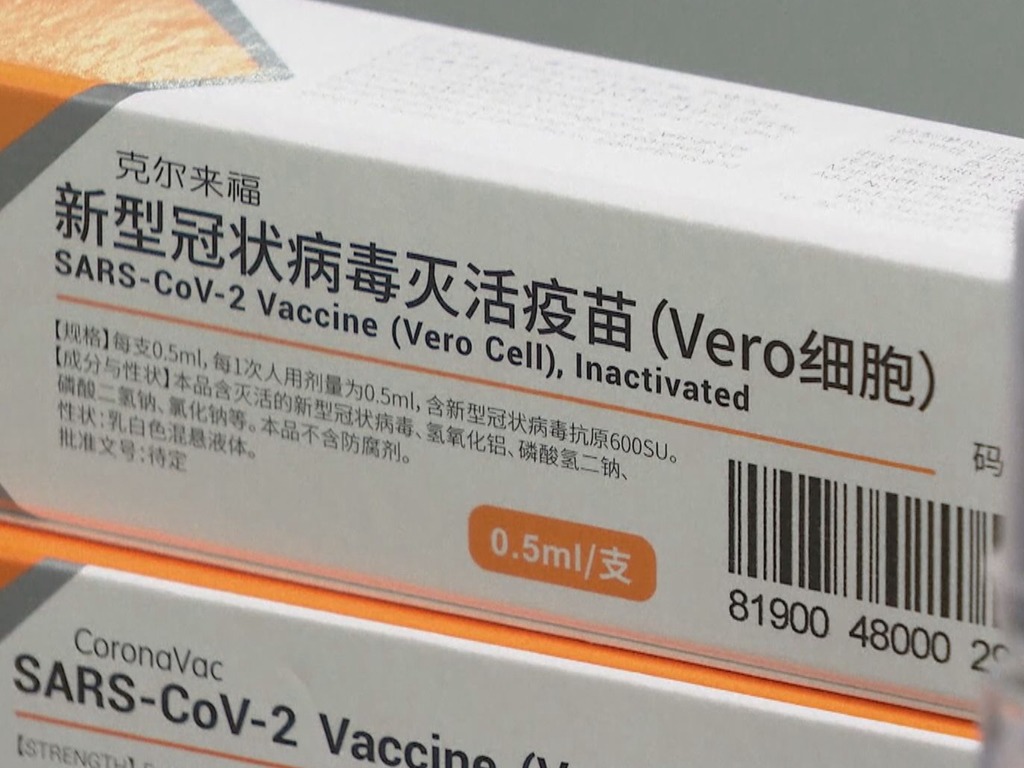 克尔来福
新型冠状病毒灭活疫苗(Vero细胞)
SARS-CoV-2 Vaccine (Vero Cell), Inactivated
【规格】每支0.5ml, 每1次人用剂量为0.5ml, 含新型冠状病毒抗原600SU。
【成分与性状】本品含灭活的新型冠状病毒、氢氧化铝、磷酸氢二钠、
磷酸二氢钠、氯化钠等。本品不含防腐剂。
性状:乳白色混悬液体。
批准文号:待定
码
0.5ml/支
81900 48000 2
CoronaVac
SARS-CoV-2 Vaccine (V
【STRENGTH】